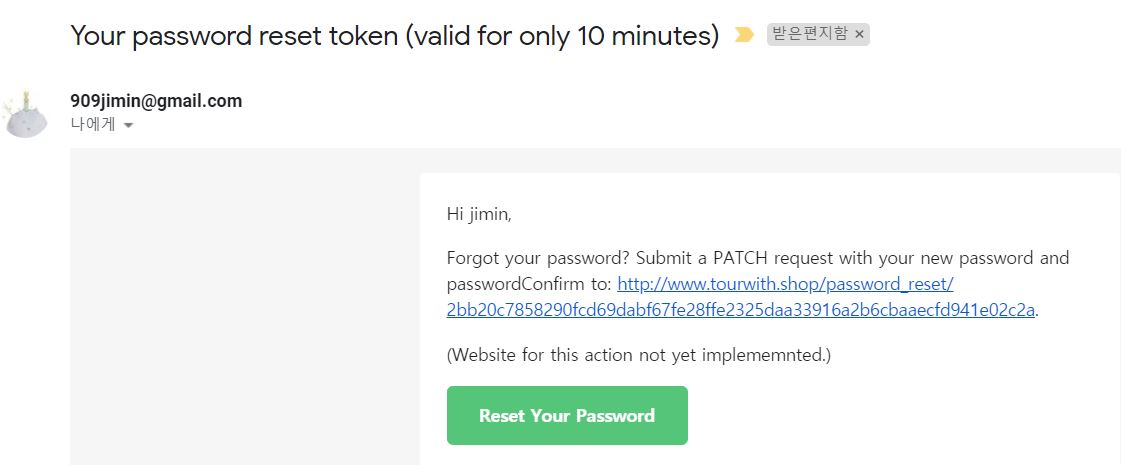 Your password reset token (valid for only 10 minutes) 받은편지함 ×
909jimin@gmail.com
나에게
Hi jimin,
Forgot your password? Submit a PATCH request with your new password and
passwordConfirm to: http://www.tourwith.shop/password_reset/
2bb20c7858290fcd69dabf67fe28ffe2325daa33916a2b6cbaaecfd941e02c2a.
(Website for this action not yet implememnted.)
Reset Your Password